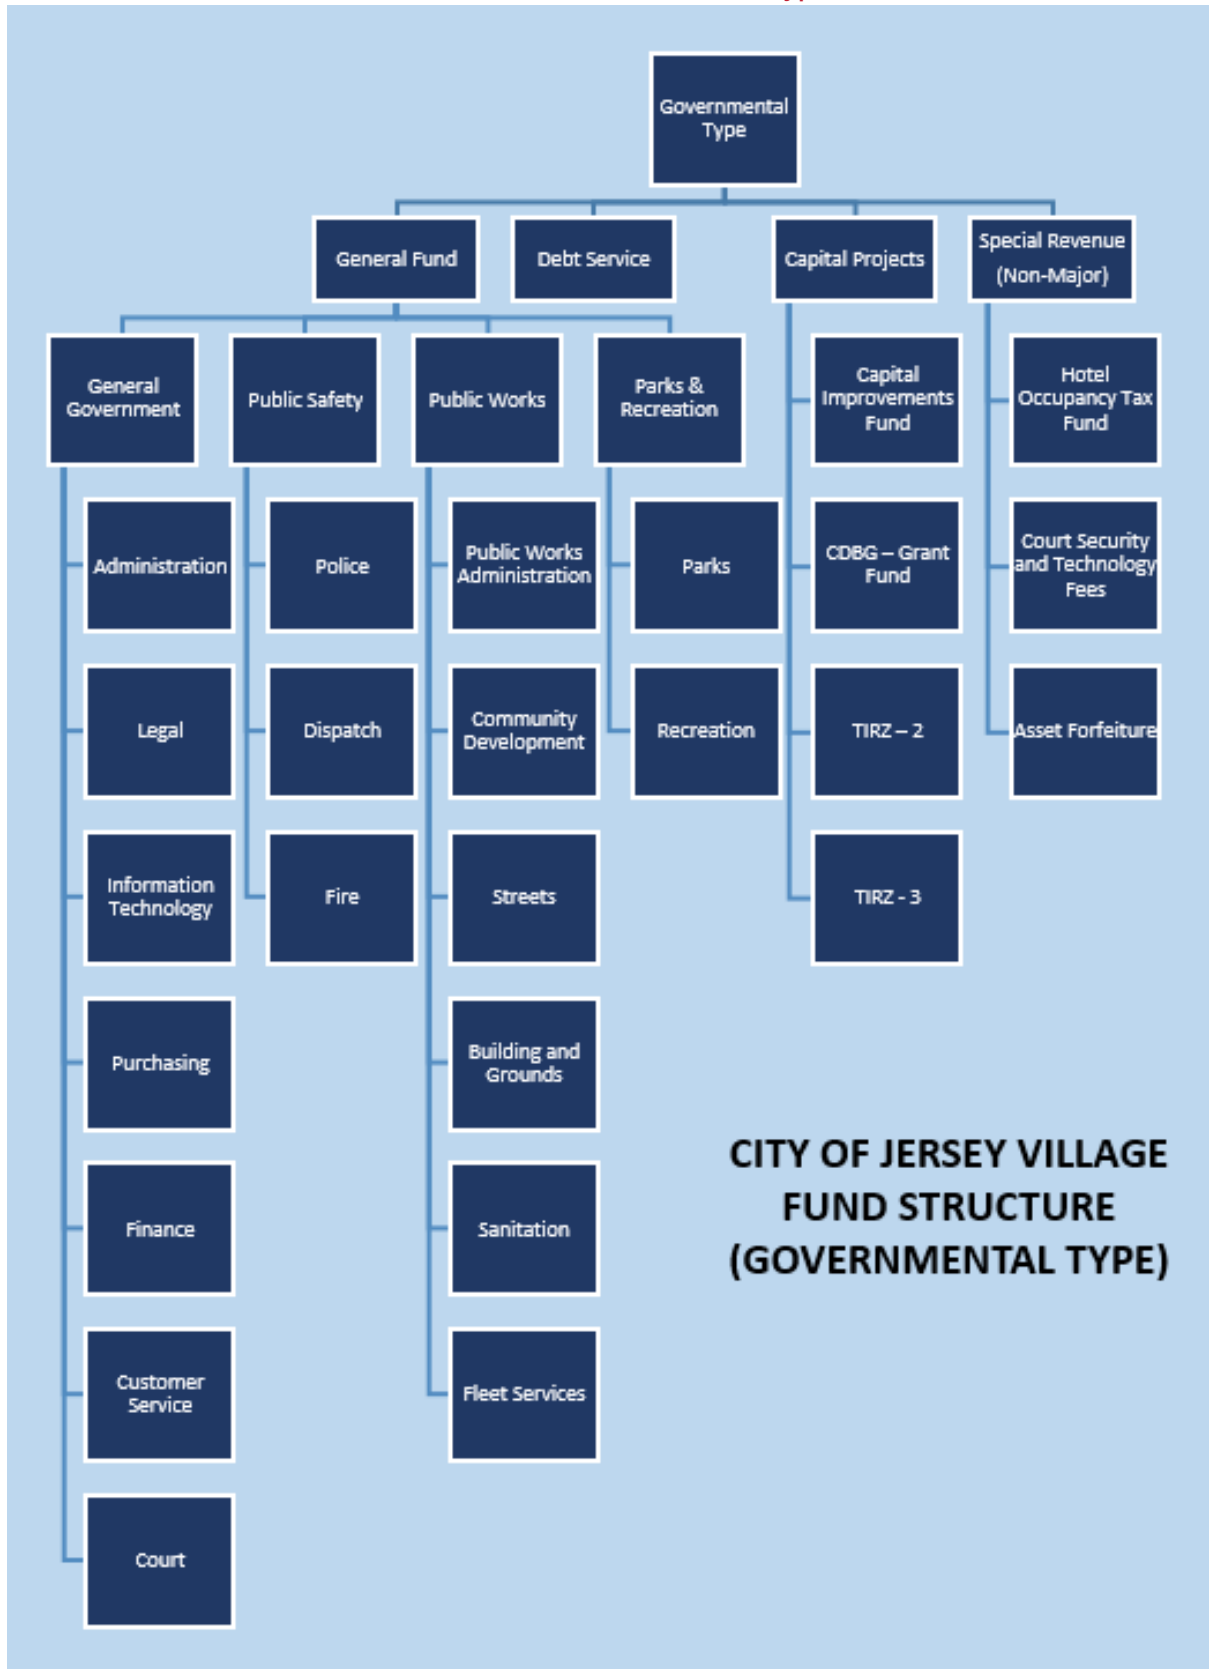 Governmental
Type
General Fund
Debt Service
Capital Projects
Special Revenue
(Non-Major)
General
Government
Public Safety
Public Works
Parks &
Recreation
Capital
Improvements
Fund
Hotel
Occupancy Tax
Fund
Administration
Police
Public Works
Administration
Parks
CDBG – Grant
Fund
Court Security
and Technology
Fees
Legal
Dispatch
Community
Development
Recreation
TIRZ – 2
Asset Forfeiture
Information
Technology
Fire
Streets
TIRZ - 3
Purchasing
Building and
Grounds
Finance
Sanitation
Customer
Service
Fleet Services
Court
CITY OF JERSEY VILLAGE
FUND STRUCTURE
(GOVERNMENTAL TYPE)